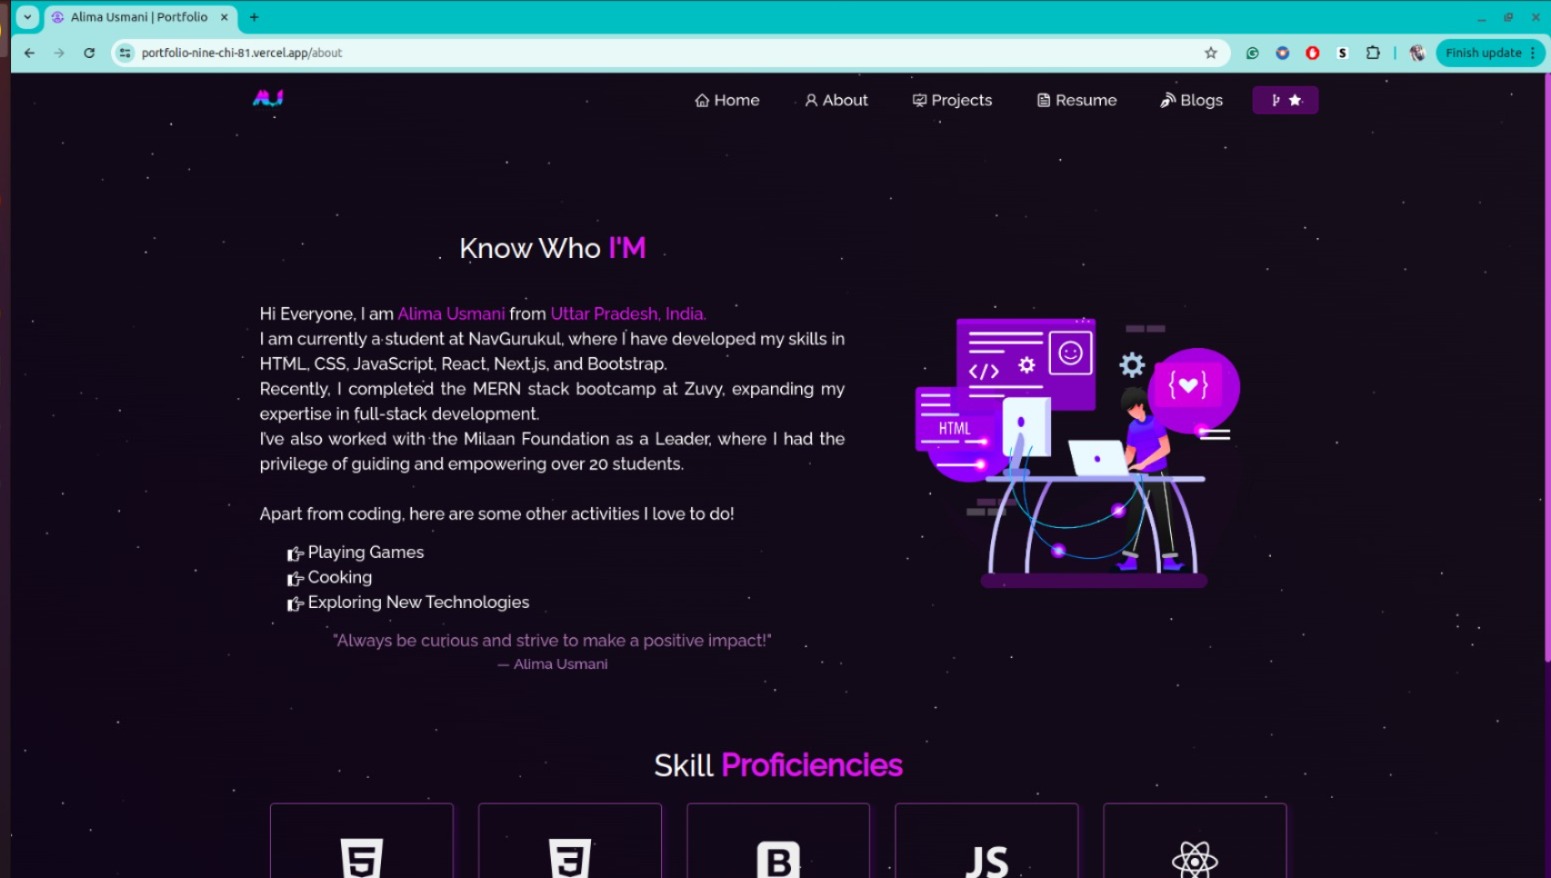 Alima Usmani | Portfolio
portfolio-nine-chi-81.vercel.app/about
Finish update
AU
Home
About
Projects
Resume
Blogs
Know Who I'M
Hi Everyone, I am Alima Usmani from Uttar Pradesh, India.
I am currently a student at NavGurukul, where I have developed my skills in
HTML, CSS, JavaScript, React, Next.js, and Bootstrap.
Recently, I completed the MERN stack bootcamp at Zuvy, expanding my
expertise in full-stack development.
I've also worked with the Milaan Foundation as a Leader, where I had the
privilege of guiding and empowering over 20 students.
Apart from coding, here are some other activities I love to do!
Playing Games
Cooking
Exploring New Technologies
"Always be curious and strive to make a positive impact!"
— Alima Usmani
</>
HTML
Skill Proficiencies
5
3
B
JS